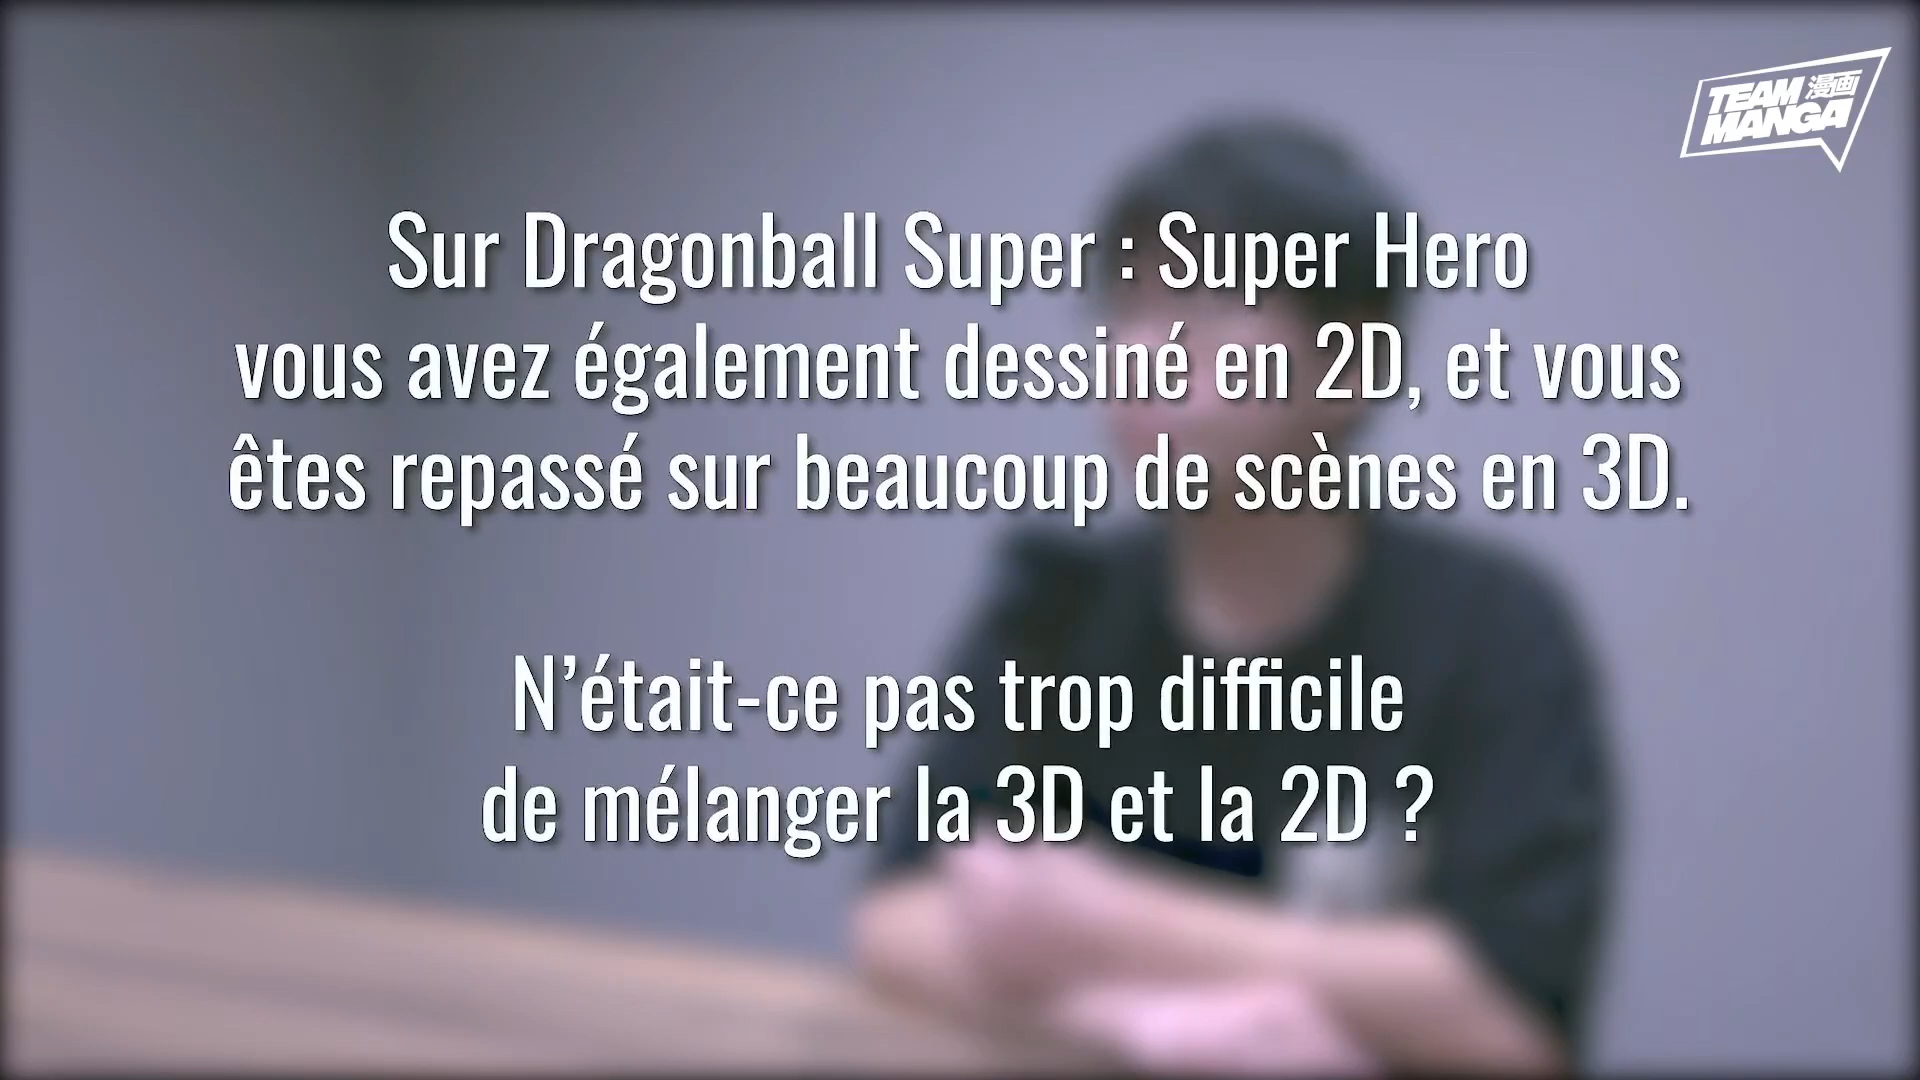 TEAM 漫画
MANGA
Sur Dragonball Super : Super Hero
vous avez également dessiné en 2D, et vous
êtes repassé sur beaucoup de scènes en 3D.
N’était-ce pas trop difficile
de mélanger la 3D et la 2D ?